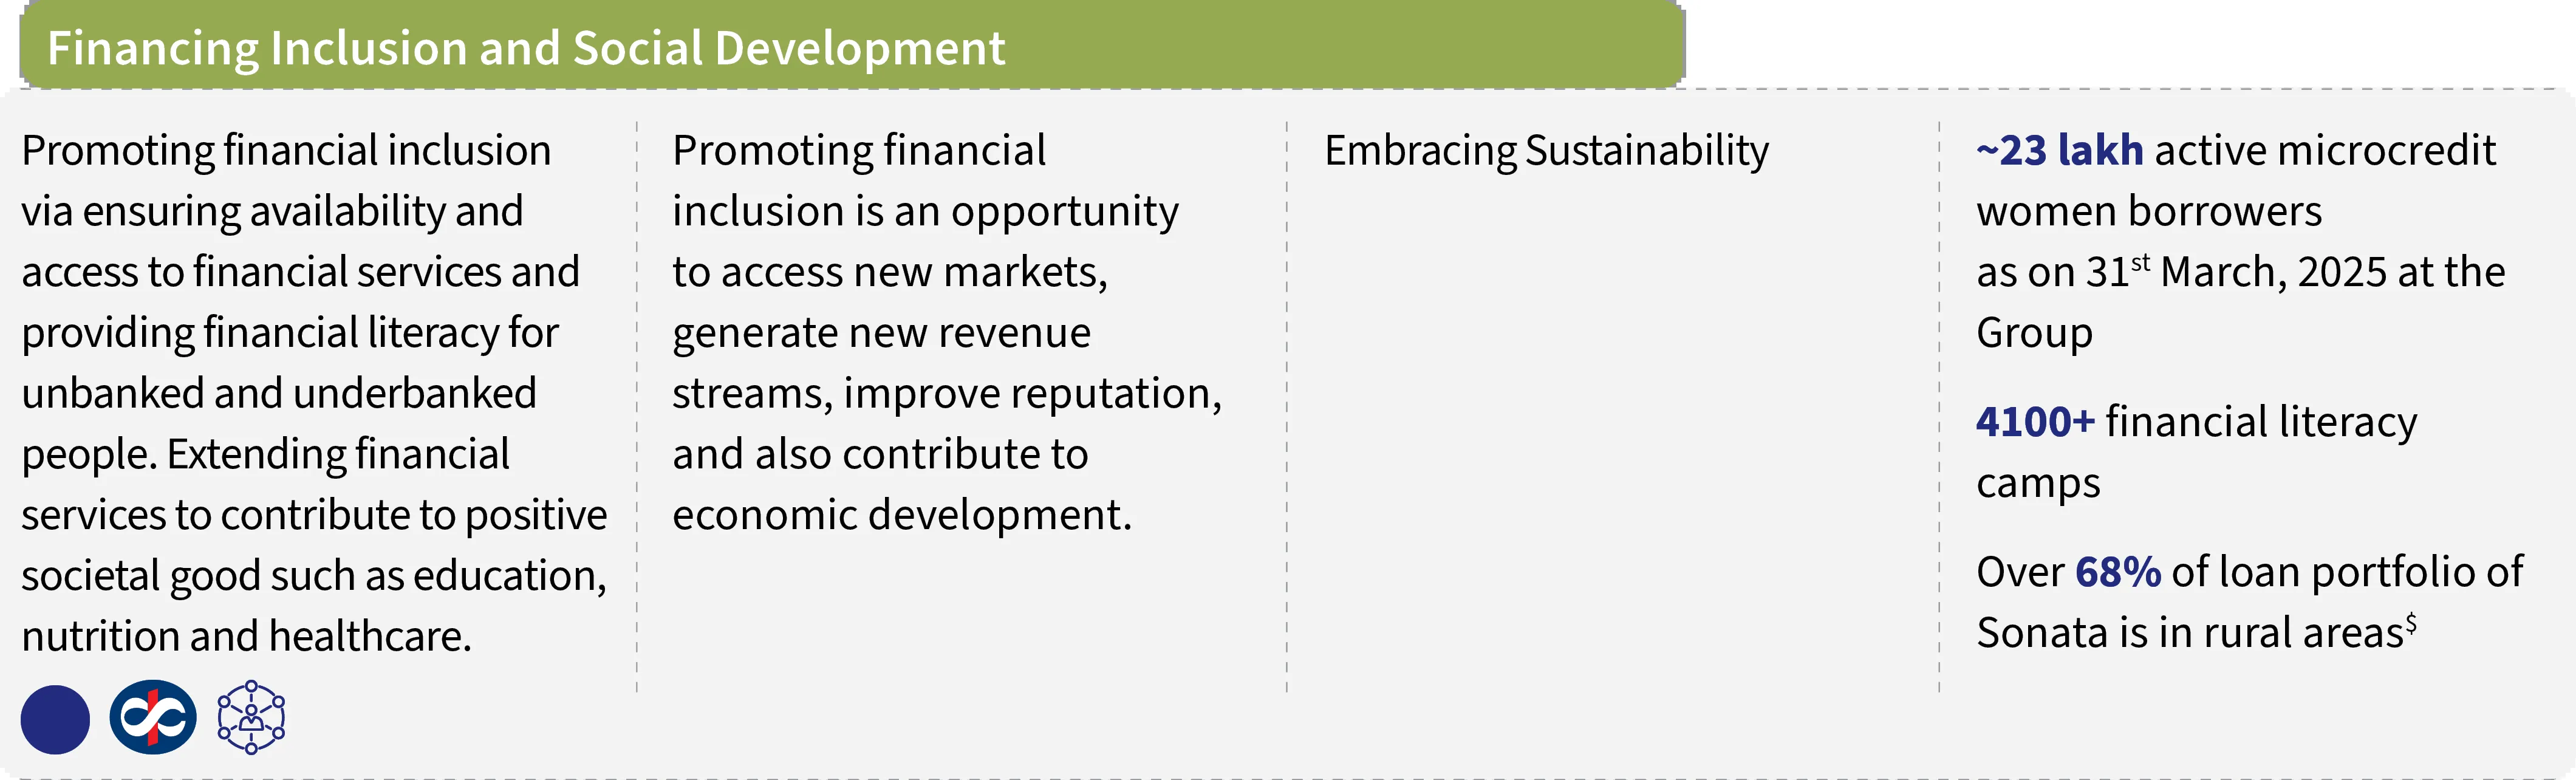 Financing Inclusion and Social Development
Promoting financial inclusion
via ensuring availability and
access to financial services and
providing financial literacy for
unbanked and underbanked
people. Extending financial
services to contribute to positive
societal good such as education,
nutrition and healthcare.
Promoting financial
inclusion is an opportunity
to access new markets,
generate new revenue
streams, improve reputation,
and also contribute to
economic development.
Embracing Sustainability
~23 lakh active microcredit
women borrowers
as on 31st March, 2025 at the
Group
4100+ financial literacy
camps
Over 68% of loan portfolio of
Sonata is in rural areas$